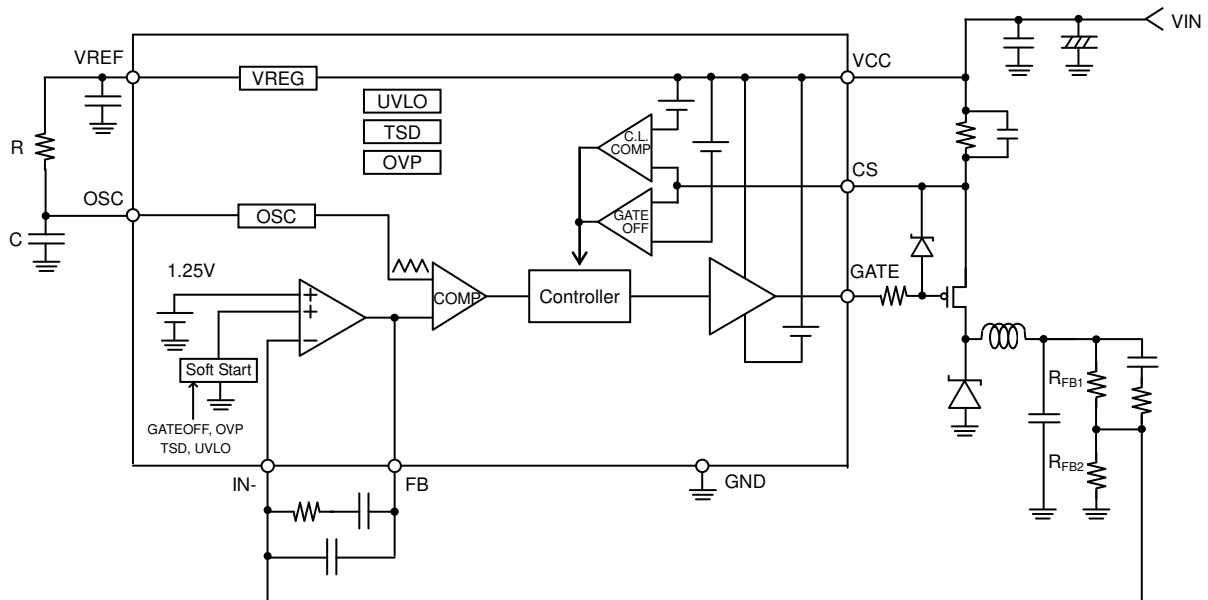 VIN
VREF
VCC
VREG
UVLO
TSD
OVP
C.L.
COMP
R
CS
OSC
OSC
GATE
OFF
C
1.25V
GATE
COMP
Controller
Soft Start
RFB1
GATEOFF, OVP
TSD, UVLO
RFB2
IN-
FB
GND